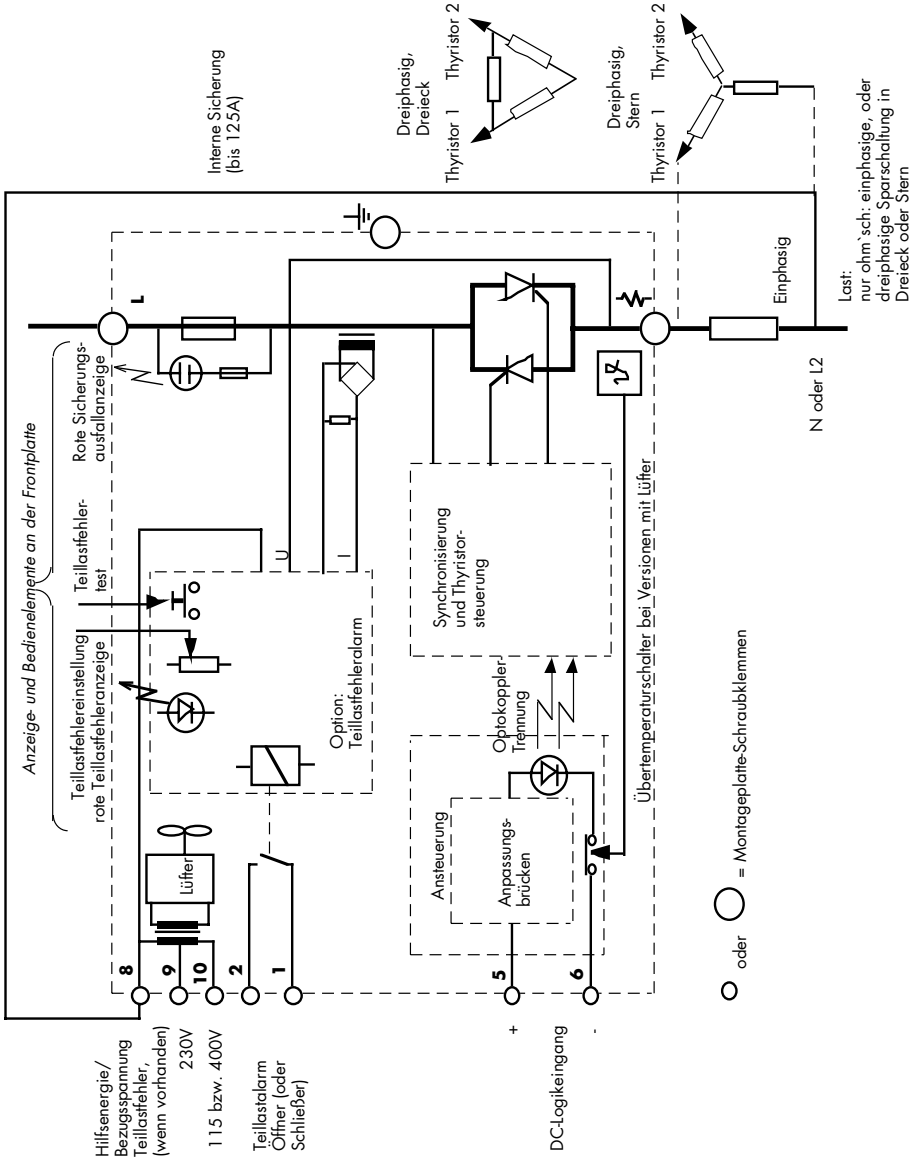 Anzeige- und Bedienelemente an der Frontplatte
Teillastfehlereinstellung
rote Teillastfehleranzeige
Teillastfehler-
test
Rote Sicherungs-
ausfallanzeige
Interne Sicherung
(bis 125A)
L
Hilfsenergie/
Bezugsspannung
Teillastfehler,
(wenn vorhanden)
230V
115 bzw. 400V
Teillastalarm
Öffner (oder
Schließer)
8
9
10
2
1
Lüfter
Option:
Teillastfehleralarm
U
I
Dreiphasig,
Dreieck
Thyristor 1
Thyristor 2
Dreiphasig,
Stern
Thyristor 1
Thyristor 2
Ansteuerung
Anpassungs-
brücken
Optokoppler-
Trennung
Synchronisierung
und Thyristor-
steuerung
DC-Logikeingang
+
-
5
6
Übertemperaturschalter bei Versionen mit Lüfter
Einphasig
N oder L2
Last:
nur ohm`sch: einphasige, oder
dreiphasige Sparschaltung in
Dreieck oder Stern
oder = Montageplatte-Schraubklemmen